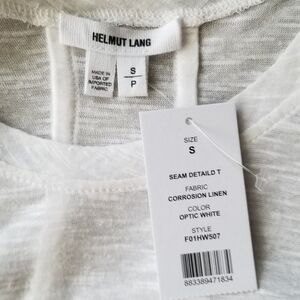 HELMUT LANG
MADE IN
USA OF
IMPORTED
FABRIC
S
P
SIZE
S
SEAM DETAILD T
FABRIC
CORROSION LINEN
COLOR
OPTIC WHITE
STYLE
F01HW507
883389471834